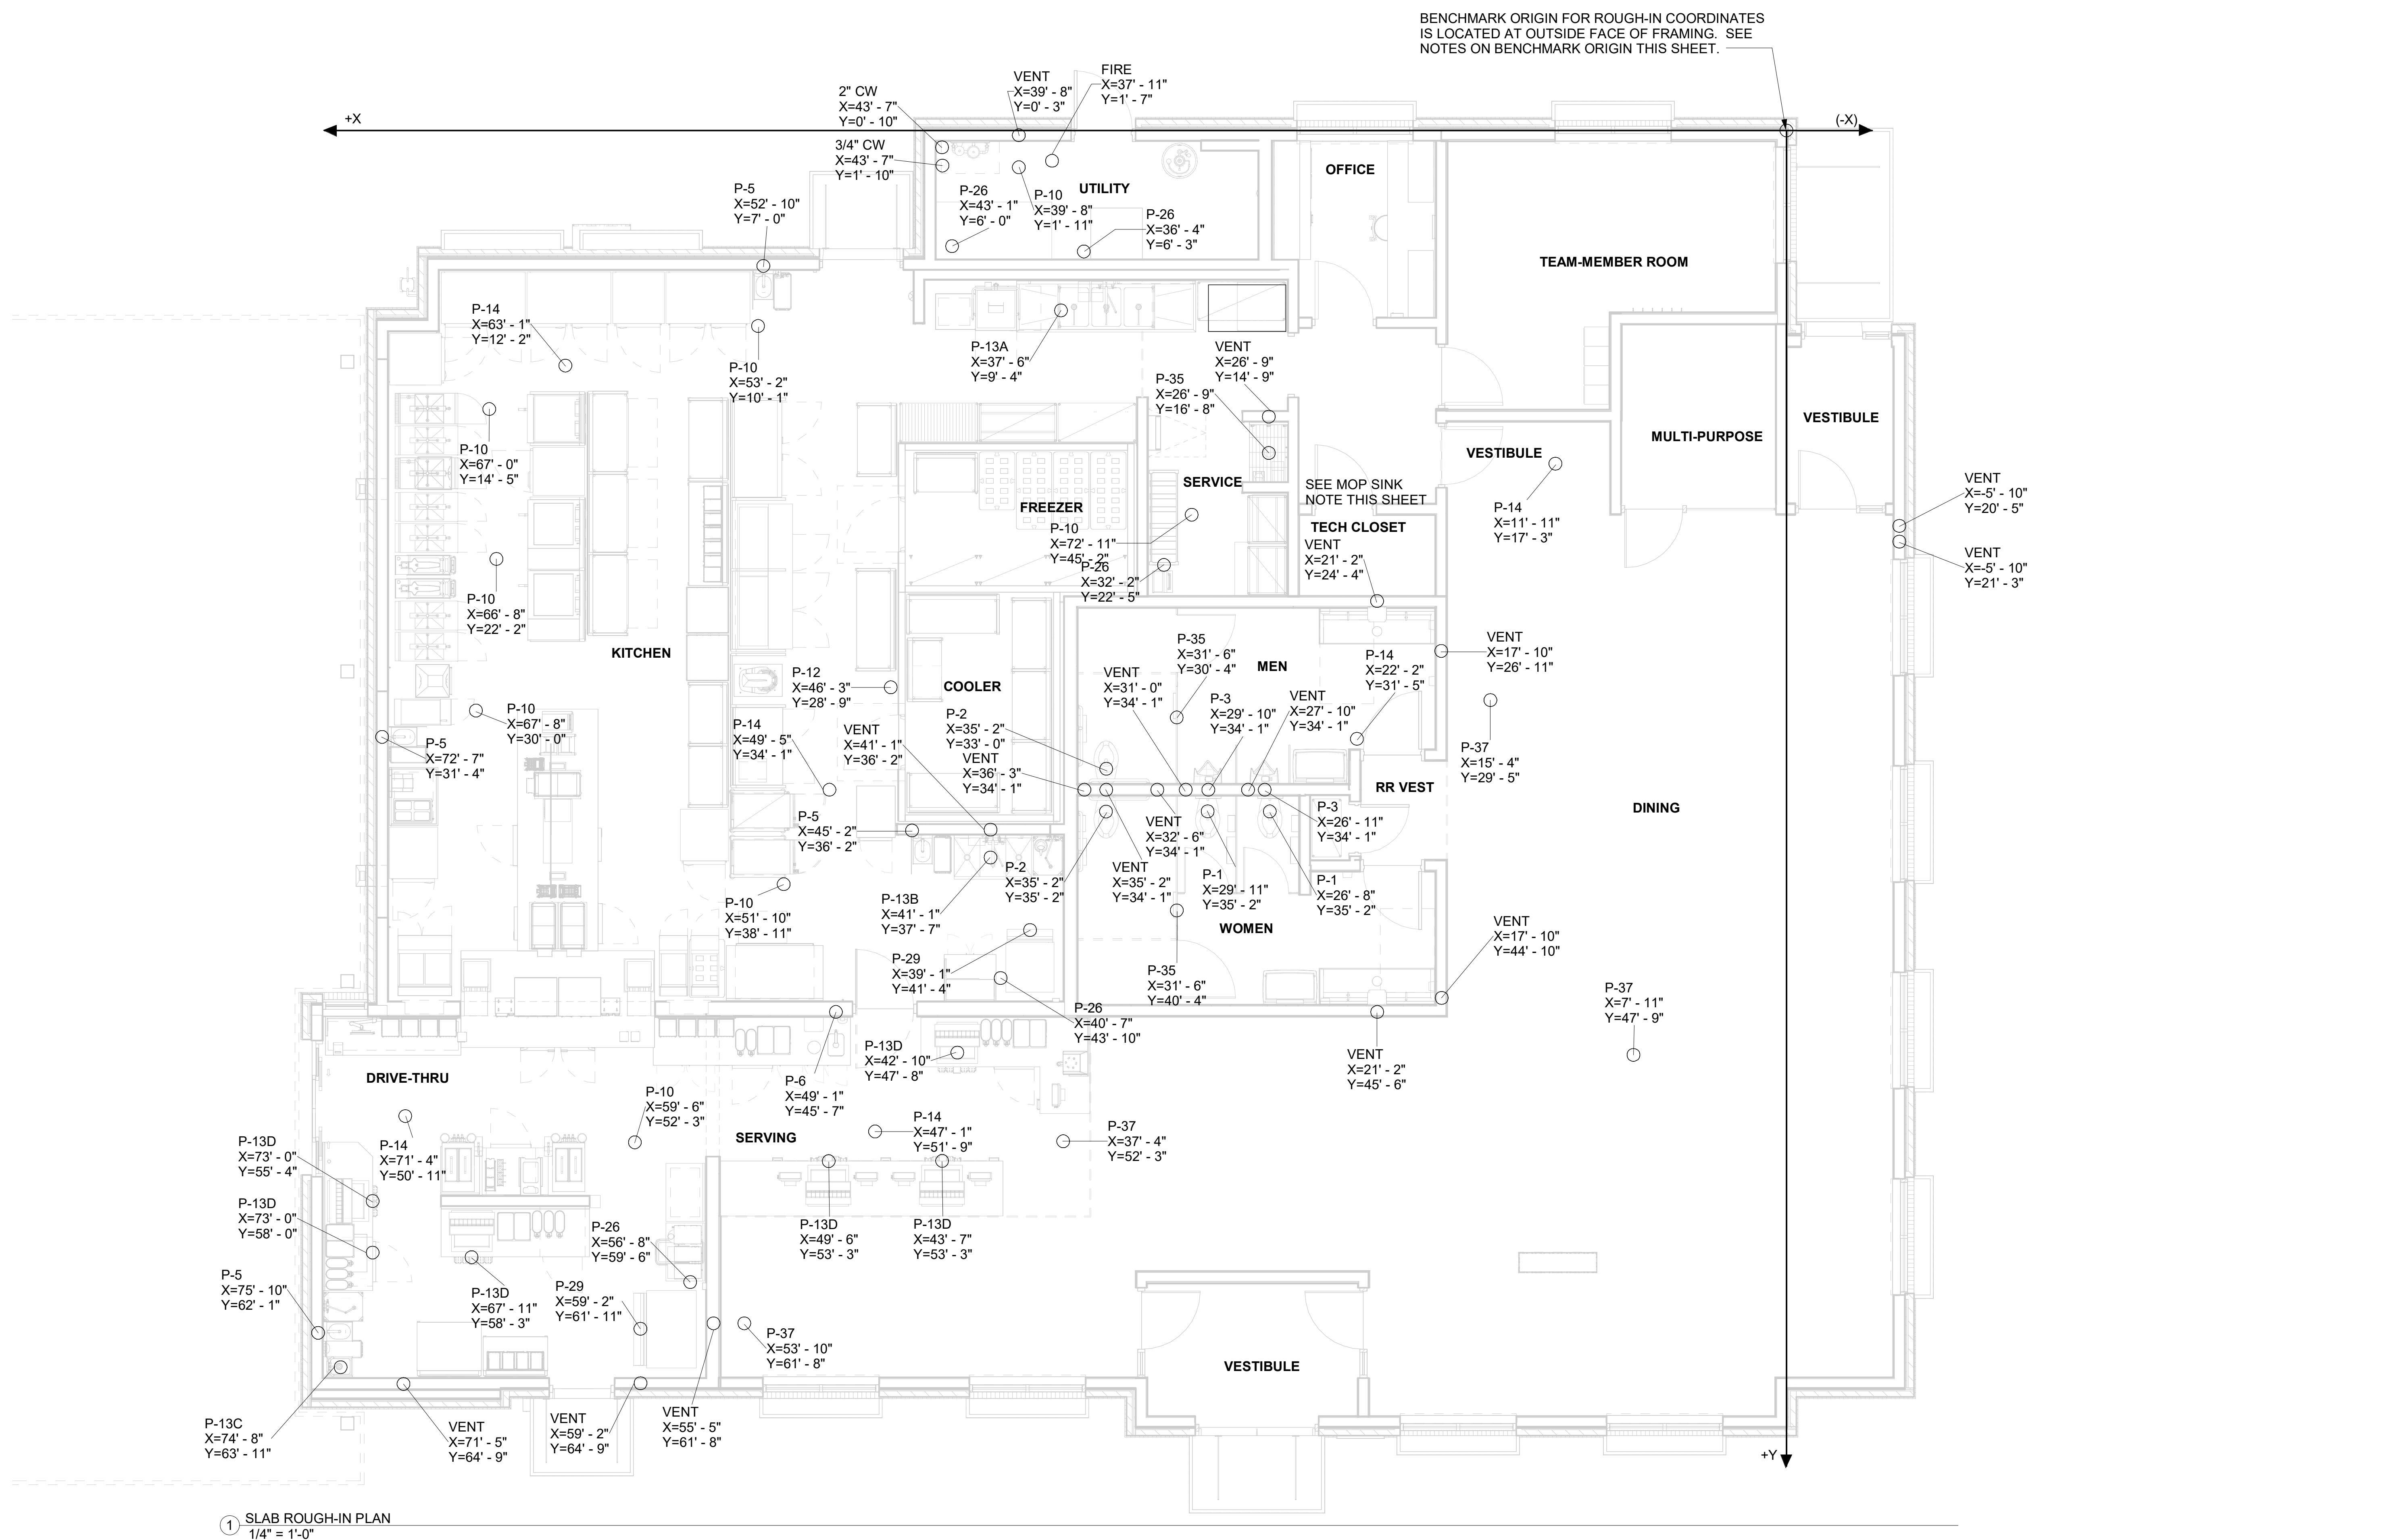 BENCHMARK ORIGIN FOR ROUGH-IN COORDINATES
IS LOCATED AT OUTSIDE FACE OF FRAMING. SEE
NOTES ON BENCHMARK ORIGIN THIS SHEET.
+X
(-X)
2" CW
X=43' - 7"
Y=0' - 10"
VENT
X=39' - 8"
Y=0' - 3"
FIRE
X=37' - 11"
Y=1' - 7"
3/4" CW
X=43' - 7"
Y=1' - 10"
P-5
X=52' - 10"
Y=7' - 0"
P-26
X=43' - 1"
Y=6' - 0"
P-10
X=39' - 8"
Y=1' - 11"
UTILITY
P-26
X=36' - 4"
Y=6' - 3"
OFFICE
TEAM-MEMBER ROOM
P-14
X=63' - 1"
Y=12' - 2"
P-10
X=53' - 2"
Y=10' - 1"
P-13A
X=37' - 6"
Y=9' - 4"
VENT
X=26' - 9"
Y=14' - 9"
P-35
X=26' - 9"
Y=16' - 8"
VESTIBULE
MULTI-PURPOSE
VESTIBULE
P-10
X=67' - 0"
Y=14' - 5"
SERVICE
SEE MOP SINK
NOTE THIS SHEET
FREEZER
TECH CLOSET
P-14
X=11' - 11"
Y=17' - 3"
VENT
X=-5' - 10"
Y=20' - 5"
VENT
X=-5' - 10"
Y=21' - 3"
P-10
X=72' - 11"
Y=45' - 2"
P-26
X=32' - 2"
Y=22' - 5"
VENT
X=21' - 2"
Y=24' - 4"
P-10
X=66' - 8"
Y=22' - 2"
KITCHEN
P-35
X=31' - 6"
Y=30' - 4"
MEN
P-14
X=22' - 2"
Y=31' - 5"
VENT
X=17' - 10"
Y=26' - 11"
P-12
X=46' - 3"
Y=28' - 9"
COOLER
VENT
X=31' - 0"
Y=34' - 1"
P-3
X=29' - 10"
Y=34' - 1"
VENT
X=27' - 10"
Y=34' - 1"
P-10
X=67' - 8"
Y=30' - 0"
P-5
X=72' - 7"
Y=31' - 4"
P-14
X=49' - 5"
Y=34' - 1"
VENT
X=41' - 1"
Y=36' - 2"
P-2
X=35' - 2"
Y=33' - 0"
VENT
X=36' - 3"
Y=34' - 1"
P-37
X=15' - 4"
Y=29' - 5"
RR VEST
DINING
P-5
X=45' - 2"
Y=36' - 2"
P-3
X=26' - 11"
Y=34' - 1"
VENT
X=32' - 6"
Y=34' - 1"
P-2
X=35' - 2"
Y=35' - 2"
VENT
X=35' - 2"
Y=34' - 1"
P-1
X=29' - 11"
Y=35' - 2"
P-1
X=26' - 8"
Y=35' - 2"
P-10
X=51' - 10"
Y=38' - 11"
P-13B
X=41' - 1"
Y=37' - 7"
WOMEN
VENT
X=17' - 10"
Y=44' - 10"
P-29
X=39' - 1"
Y=41' - 4"
P-35
X=31' - 6"
Y=40' - 4"
P-37
X=7' - 11"
Y=47' - 9"
P-26
X=40' - 7"
Y=43' - 10"
P-13D
X=42' - 10"
Y=47' - 8"
VENT
X=21' - 2"
Y=45' - 6"
DRIVE-THRU
P-6
X=49' - 1"
Y=45' - 7"
P-10
X=59' - 6"
Y=52' - 3"
SERVING
P-14
X=47' - 1"
Y=51' - 9"
P-37
X=37' - 4"
Y=52' - 3"
P-13D
X=73' - 0"
Y=55' - 4"
P-14
X=71' - 4"
Y=50' - 11"
P-13D
X=73' - 0"
Y=58' - 0"
P-26
X=56' - 8"
Y=59' - 6"
P-13D
X=49' - 6"
Y=53' - 3"
P-13D
X=43' - 7"
Y=53' - 3"
P-5
X=75' - 10"
Y=62' - 1"
P-13D
X=67' - 11"
Y=58' - 3"
P-29
X=59' - 2"
Y=61' - 11"
P-37
X=53' - 10"
Y=61' - 8"
VESTIBULE
P-13C
X=74' - 8"
Y=63' - 11"
VENT
X=71' - 5"
Y=64' - 9"
VENT
X=59' - 2"
Y=64' - 9"
VENT
X=55' - 5"
Y=61' - 8"
+Y
1 SLAB ROUGH-IN PLAN
1/4" = 1'-0"